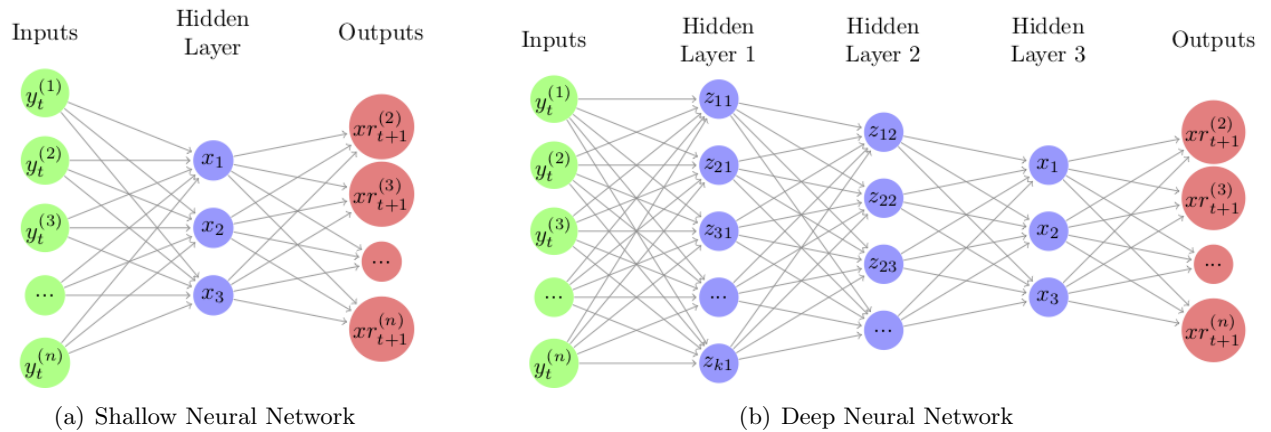 Inputs
Hidden
Layer
Outputs
y_t^{(1)}
y_t^{(2)}
y_t^{(3)}
...
y_t^{(n)}
x_1
x_2
x_3
xr_{t+1}^{(2)}
xr_{t+1}^{(3)}
...
xr_{t+1}^{(n)}
(a) Shallow Neural Network
Inputs
Hidden
Layer 1
Hidden
Layer 2
Hidden
Layer 3
Outputs
y_t^{(1)}
y_t^{(2)}
y_t^{(3)}
...
y_t^{(n)}
z_{11}
z_{21}
z_{31}
...
z_{k1}
z_{12}
z_{22}
z_{23}
...
x_1
x_2
x_3
xr_{t+1}^{(2)}
xr_{t+1}^{(3)}
...
xr_{t+1}^{(n)}
(b) Deep Neural Network